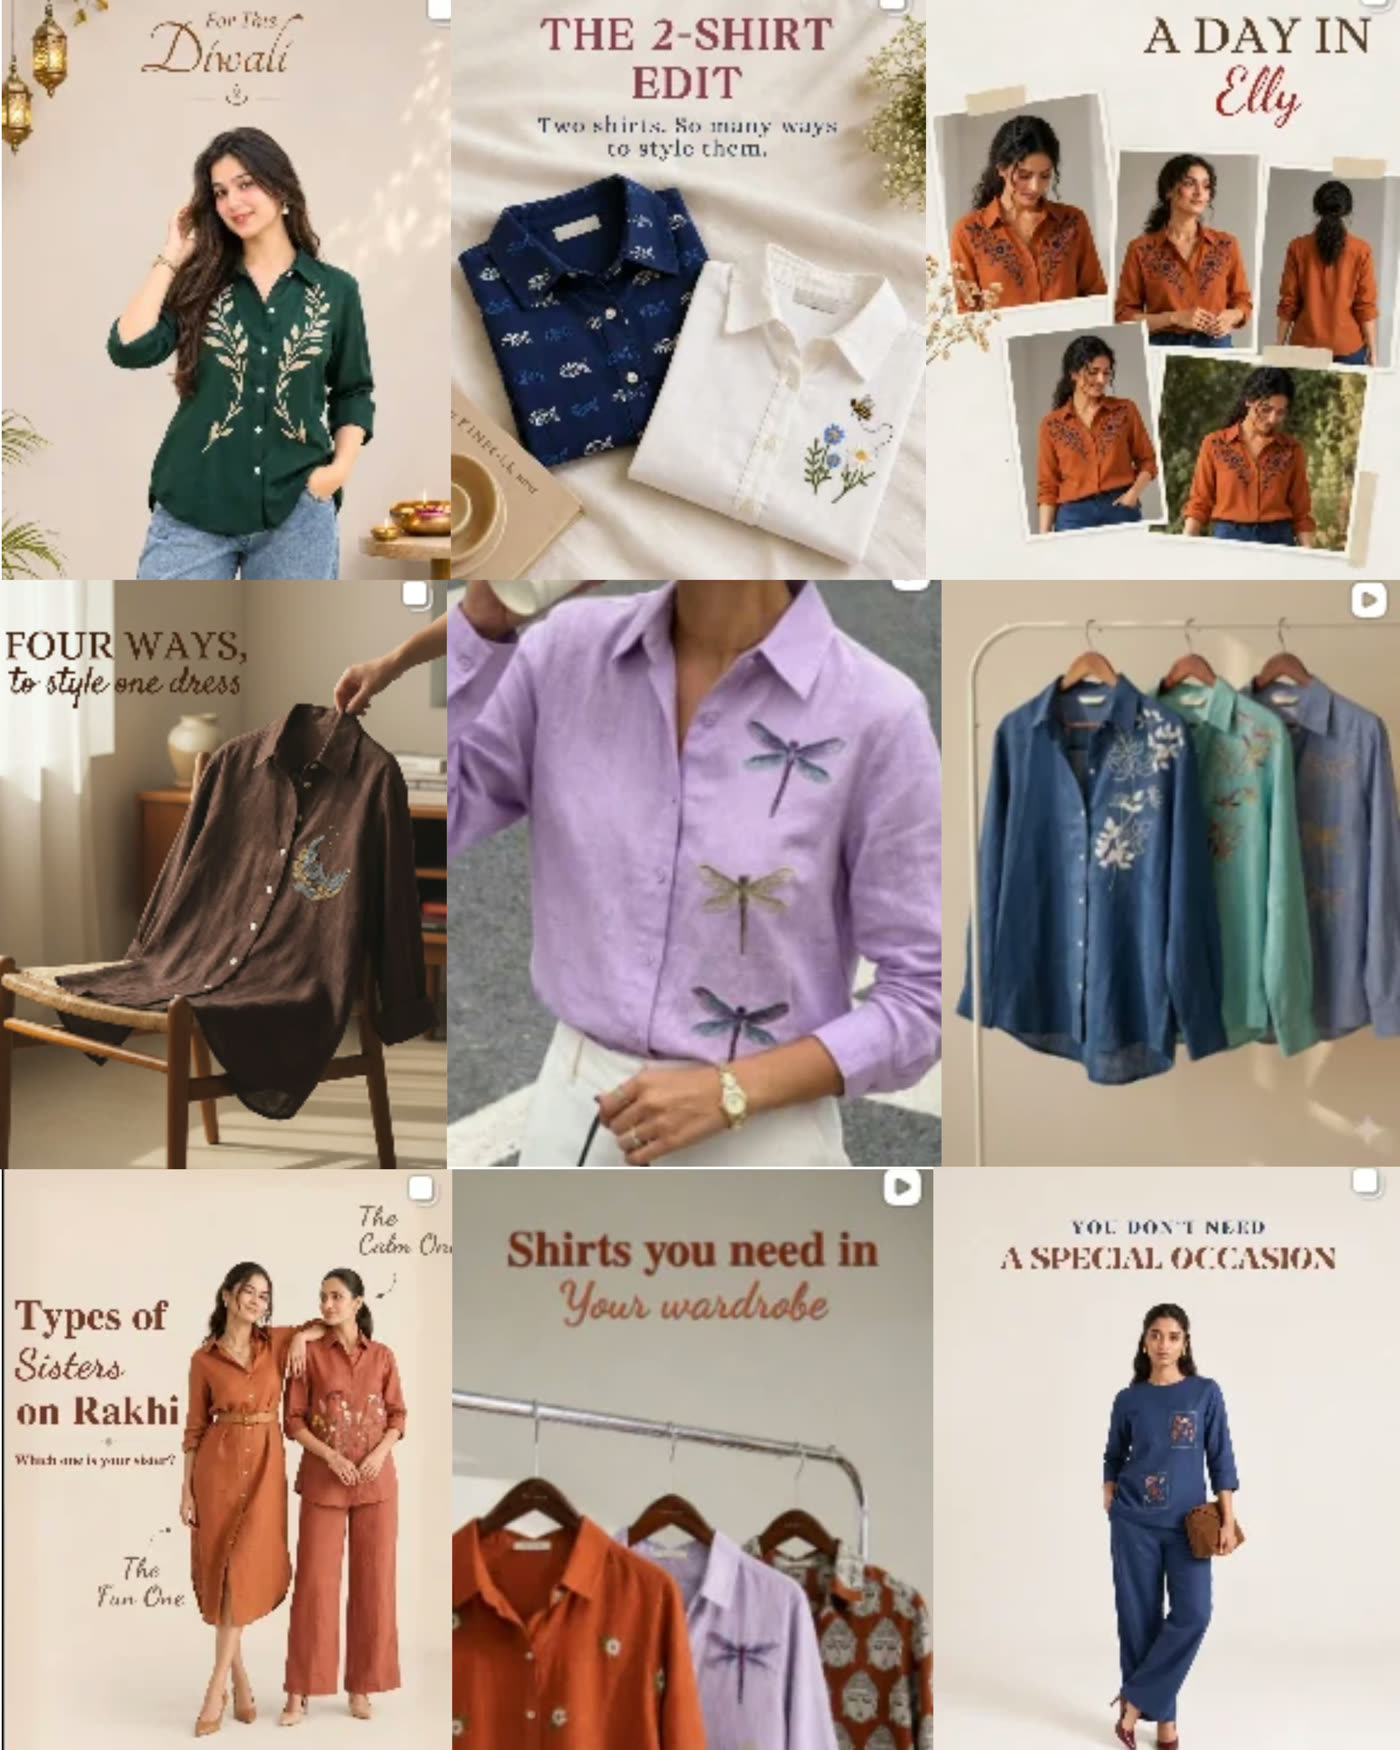 For This
Diwali
THE 2-SHIRT
EDIT
Two shirts. So many ways
to style them.
A DAY IN
Elly
FOUR WAYS,
to style one dress
The
Calm On
Types of
Sisters
on Rakhi
Which one is your sister?
The
Fun One
Shirts you need in
Your wardrobe
YOU DON'T NEED
A SPECIAL OCCASION